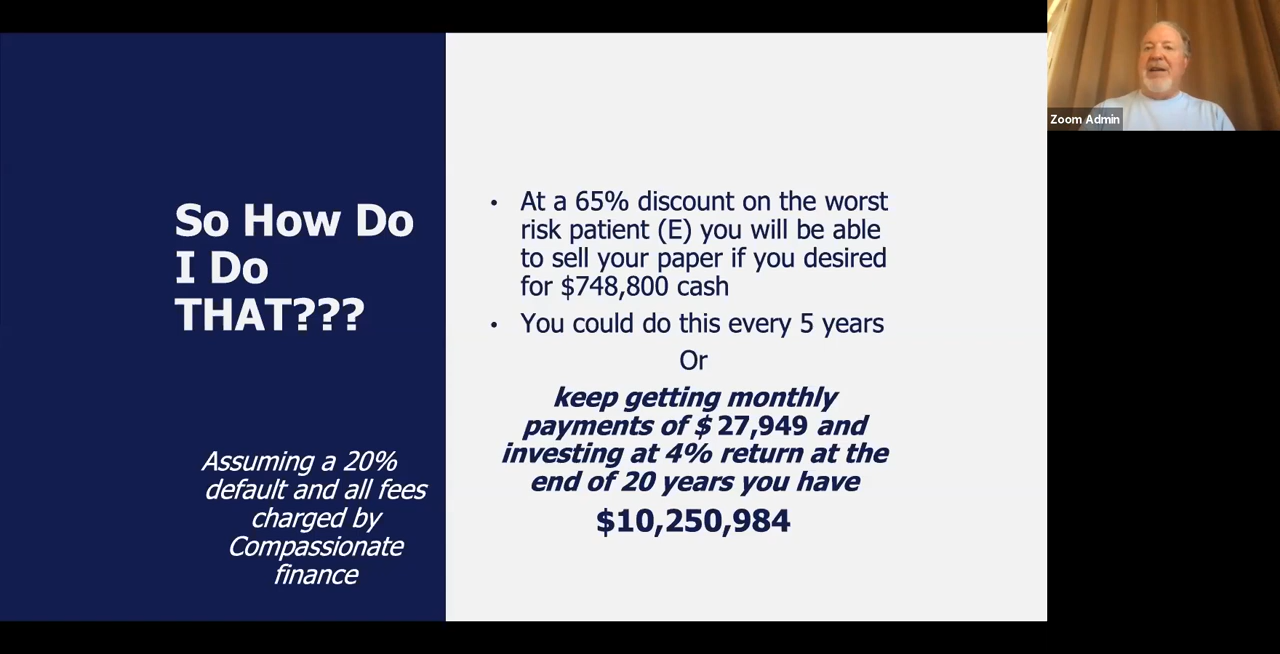 So How Do
I Do
THAT???
Assuming a 20%
default and all fees
charged by
Compassionate
finance
• At a 65% discount on the worst
risk patient (E) you will be able
to sell your paper if you desired
for $748,800 cash
• You could do this every 5 years
Or
keep getting monthly
payments of $ 27,949 and
investing at 4% return at the
end of 20 years you have
$10,250,984
Zoom Admin